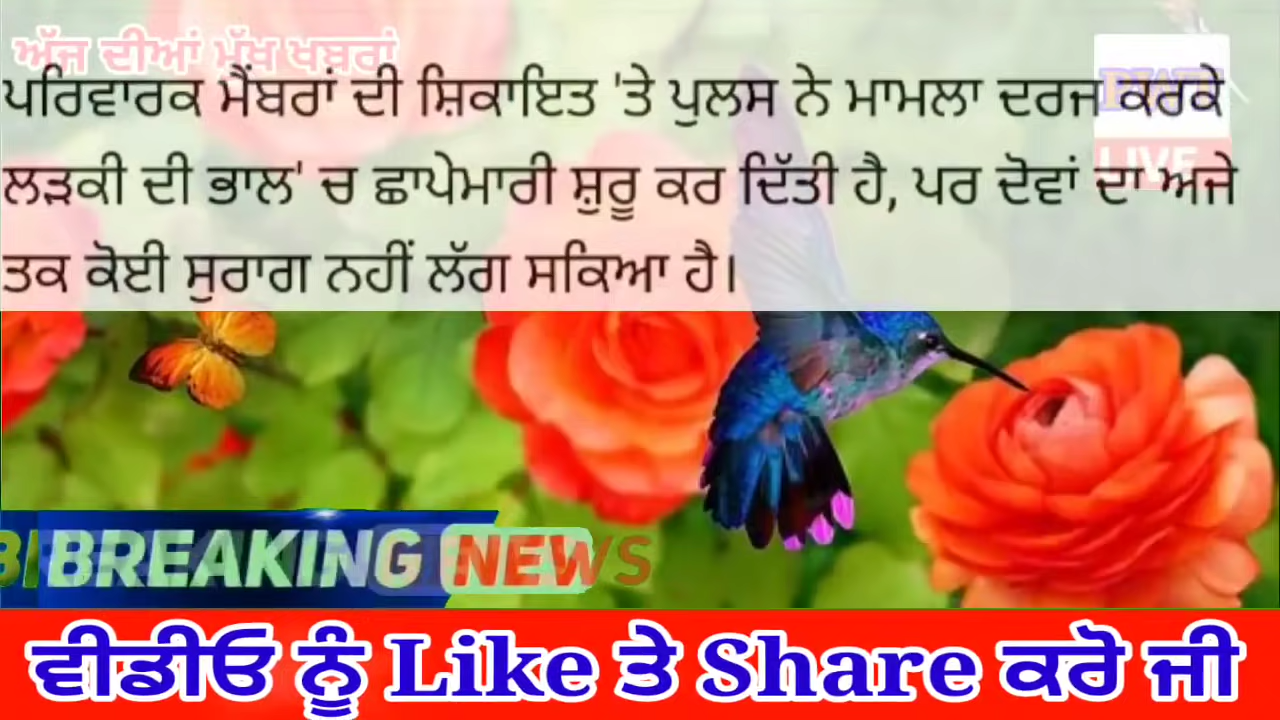 ਅੱਜ ਦੀਆਂ ਮੁੱਖ ਖਬਰਾਂ
ਪਰਿਵਾਰਕ ਮੈਂਬਰਾਂ ਦੀ ਸ਼ਿਕਾਇਤ 'ਤੇ ਪੁਲਸ ਨੇ ਮਾਮਲਾ ਦਰਜ ਕਰਕੇ
ਲੜਕੀ ਦੀ ਭਾਲ' ਚ ਛਾਪੇਮਾਰੀ ਸ਼ੁਰੂ ਕਰ ਦਿੱਤੀ ਹੈ, ਪਰ ਦੋਵਾਂ ਦਾ ਅਜੇ
LIVE
ਤਕ ਕੋਈ ਸੁਰਾਗ ਨਹੀਂ ਲੱਗ ਸਕਿਆ ਹੈ।
BREAKING NEWS
ਵੀਡੀਓ ਨੂੰ Like ਤੇ Share ਕਰੋ ਜੀ